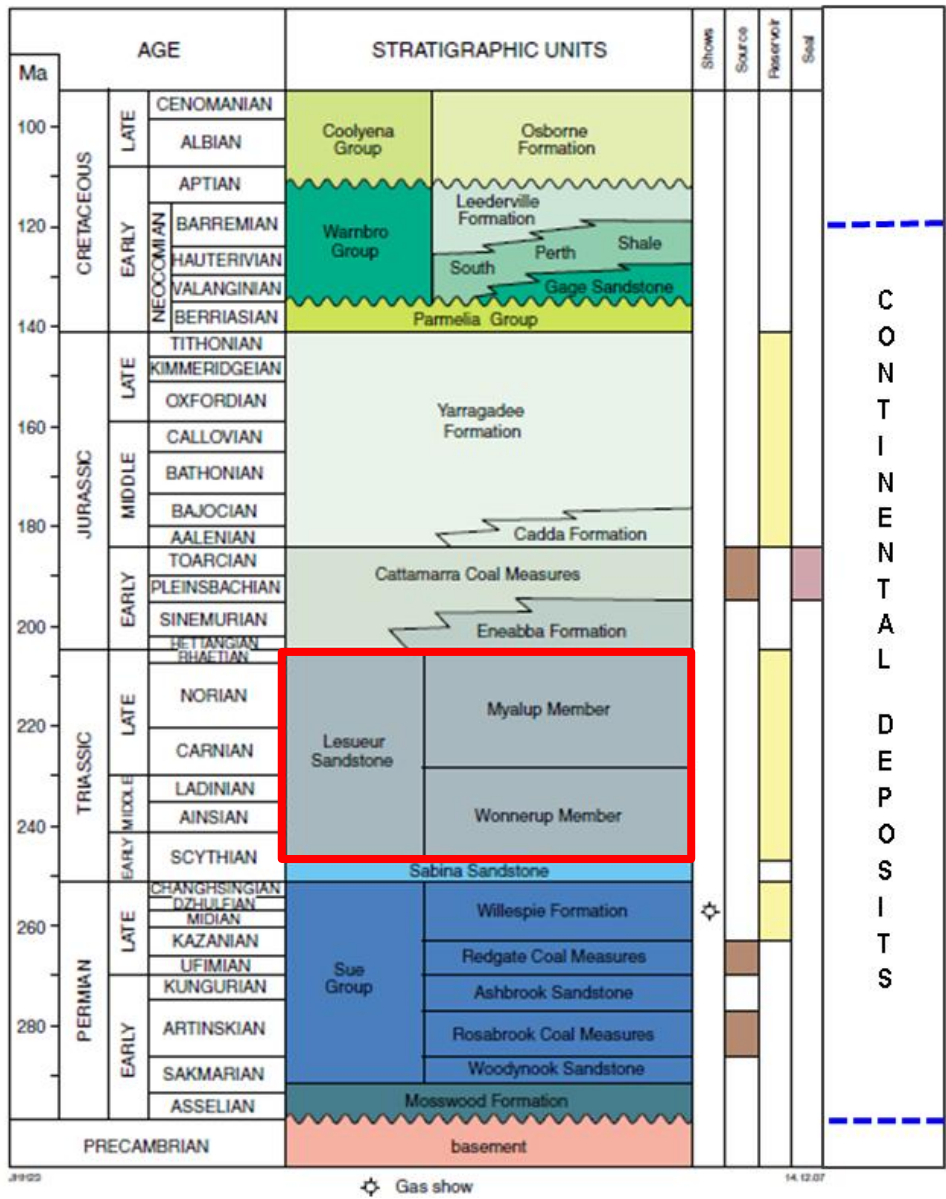 AGE
STRATIGRAPHIC UNITS
Shows
Source
Reservoir
Seal
Ma
100
120
140
160
180
200
220
240
260
280
CRETACEOUS
LATE
CENOMANIAN
ALBIAN
EARLY
APTIAN
NEOCOMIAN
BARREMIAN
HAUTERIVIAN
VALANGINIAN
BERRIASIAN
JURASSIC
LATE
TITHONIAN
KIMMERIDGEIAN
OXFORDIAN
MIDDLE
CALLOVIAN
BATHONIAN
BAJOCIAN
AALENIAN
EARLY
TOARCIAN
PLEINSBACHIAN
SINEMURIAN
HETTANGIAN
TRIASSIC
LATE
RHAETIAN
NORIAN
CARNIAN
MIDDLE
LADINIAN
AINSIAN
EARLY
SCYTHIAN
PERMIAN
LATE
CHANGHSINGIAN
DZHULFIAN
MIDIAN
KAZANIAN
UFIMIAN
EARLY
KUNGURIAN
ARTINSKIAN
SAKMARIAN
ASSELIAN
PRECAMBRIAN
Coolyena
Group
Osborne
Formation
Warnbro
Group
Leederville
Formation
South Perth Shale
Gage Sandstone
Parmelia Group
Yarragadee
Formation
Cadda Formation
Cattamarra Coal Measures
Eneabba Formation
Lesueur
Sandstone
Myalup Member
Wonnerup Member
Sabina Sandstone
Sue
Group
Willespie Formation
Redgate Coal Measures
Ashbrook Sandstone
Rosabrook Coal Measures
Woodynook Sandstone
Mosswood Formation
basement
CONTINENTAL DEPOSITS
Gas show
14.12.07